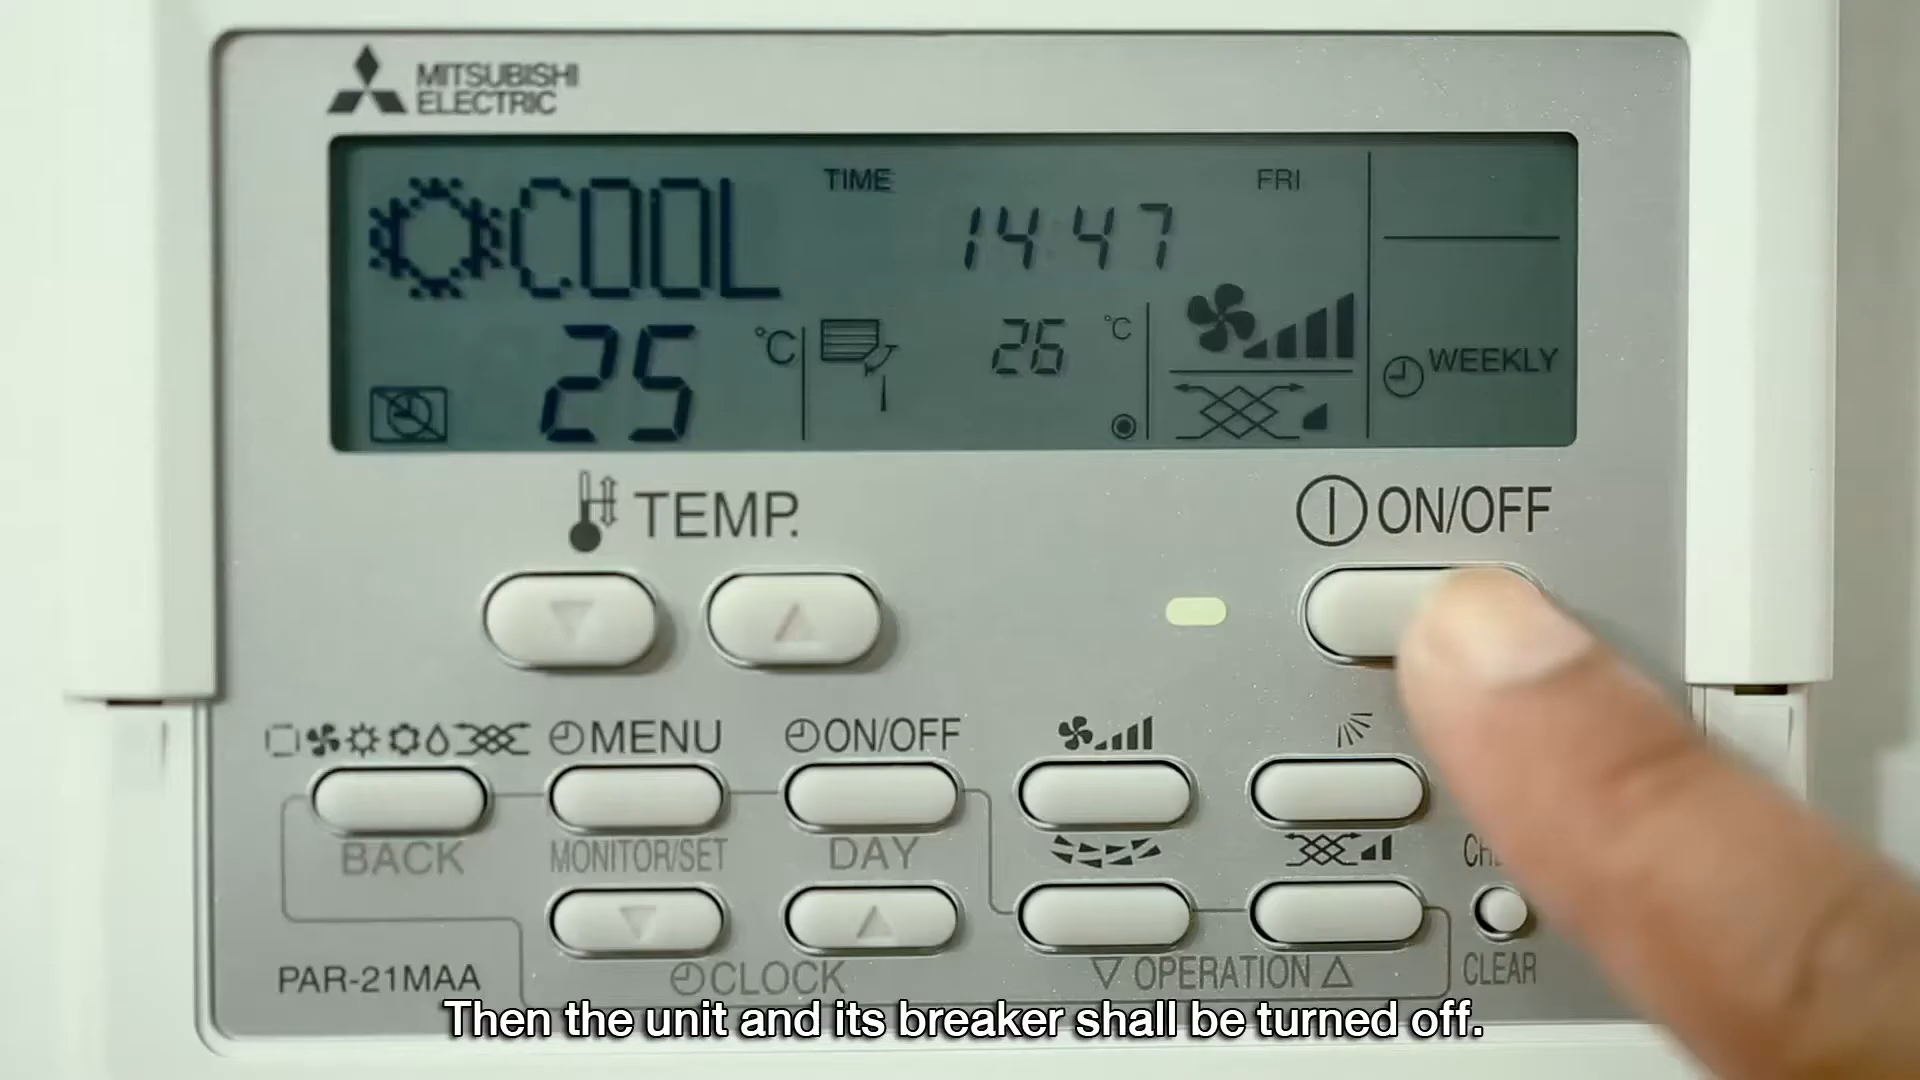 MITSUBISHI
ELECTRIC
TIME
FRI
COOL
14:47
25 °C
26 °C
WEEKLY
TEMP.
ON/OFF
MENU
ON/OFF
BACK
MONITOR/SET
DAY
PAR-21MAA
CLOCK
OPERATION
CLEAR
Then the unit and its breaker shall be turned off.